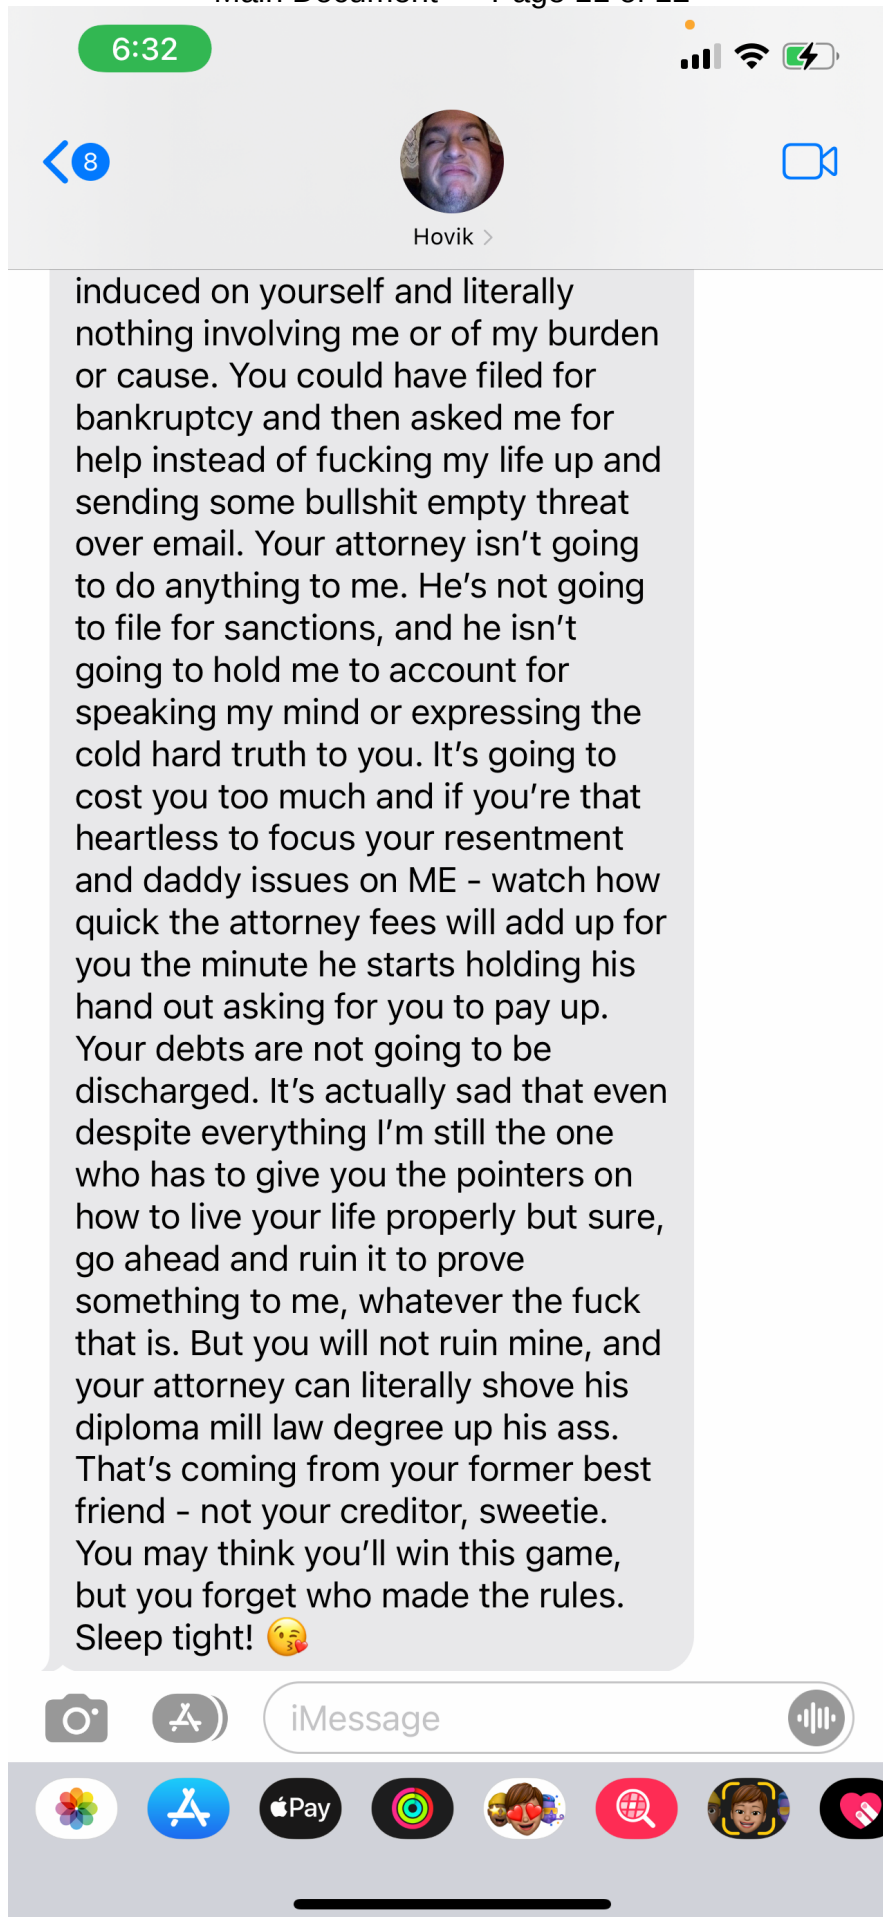 6:32
8
Hovik
induced on yourself and literally
nothing involving me or of my burden
or cause. You could have filed for
bankruptcy and then asked me for
help instead of fucking my life up and
sending some bullshit empty threat
over email. Your attorney isn’t going
to do anything to me. He’s not going
to file for sanctions, and he isn’t
going to hold me to account for
speaking my mind or expressing the
cold hard truth to you. It’s going to
cost you too much and if you’re that
heartless to focus your resentment
and daddy issues on ME - watch how
quick the attorney fees will add up for
you the minute he starts holding his
hand out asking for you to pay up.
Your debts are not going to be
discharged. It’s actually sad that even
despite everything I’m still the one
who has to give you the pointers on
how to live your life properly but sure,
go ahead and ruin it to prove
something to me, whatever the fuck
that is. But you will not ruin mine, and
your attorney can literally shove his
diploma mill law degree up his ass.
That’s coming from your former best
friend - not your creditor, sweetie.
You may think you’ll win this game,
but you forget who made the rules.
Sleep tight! 😘
iMessage
Pay